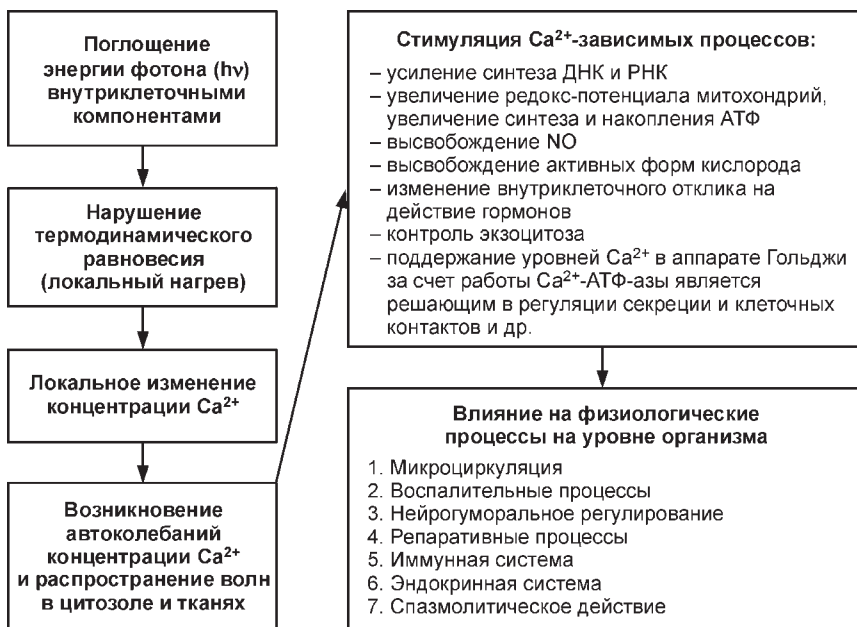 Поглощение
энергии фотона (hν)
внутриклеточными
компонентами
Нарушение
термодинамического
равновесия
(локальный нагрев)
Локальное изменение
концентрации Ca²⁺
Возникновение
автоколебаний
концентрации Ca²⁺
и распространение волн
в цитозоле и тканях
Стимуляция Ca²⁺-зависимых процессов:
– усиление синтеза ДНК и РНК
– увеличение редокс-потенциала митохондрий,
увеличение синтеза и накопления АТФ
– высвобождение NO
– высвобождение активных форм кислорода
– изменение внутриклеточного отклика на
действие гормонов
– контроль экзоцитоза
– поддержание уровней Ca²⁺ в аппарате Гольджи
за счет работы Ca²⁺-АТФ-азы является
решающим в регуляции секреции и клеточных
контактов и др.
Влияние на физиологические
процессы на уровне организма
1. Микроциркуляция
2. Воспалительные процессы
3. Нейрогуморальное регулирование
4. Репаративные процессы
5. Иммунная система
6. Эндокринная система
7. Спазмолитическое действие